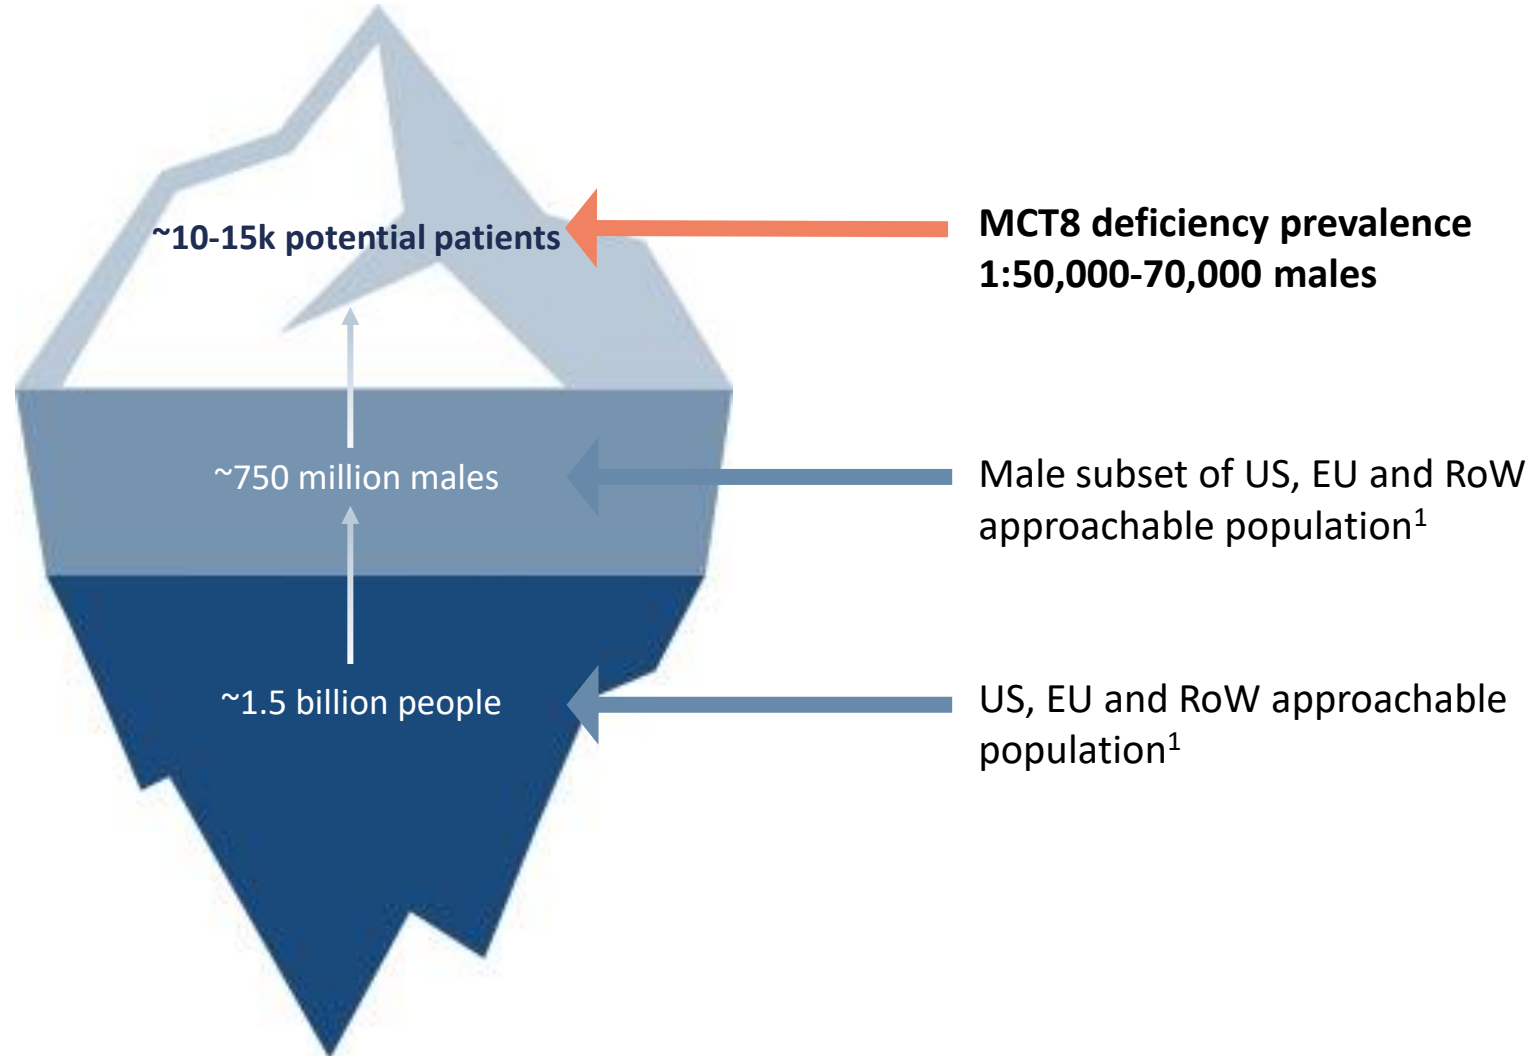 ~10-15k potential patients
MCT8 deficiency prevalence
1:50,000-70,000 males
~750 million males
Male subset of US, EU and RoW
approachable population¹
~1.5 billion people
US, EU and RoW approachable
population¹